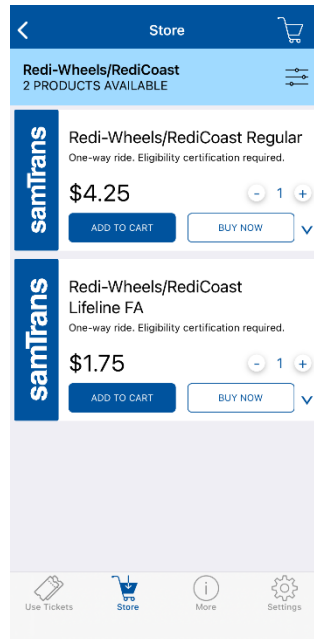 Store
Redi-Wheels/RediCoast
2 PRODUCTS AVAILABLE
samTrans
Redi-Wheels/RediCoast Regular
One-way ride. Eligibility certification required.
$4.25
- 1 +
ADD TO CART
BUY NOW
samTrans
Redi-Wheels/RediCoast
Lifeline FA
One-way ride. Eligibility certification required.
$1.75
- 1 +
ADD TO CART
BUY NOW
Use Tickets
Store
More
Settings